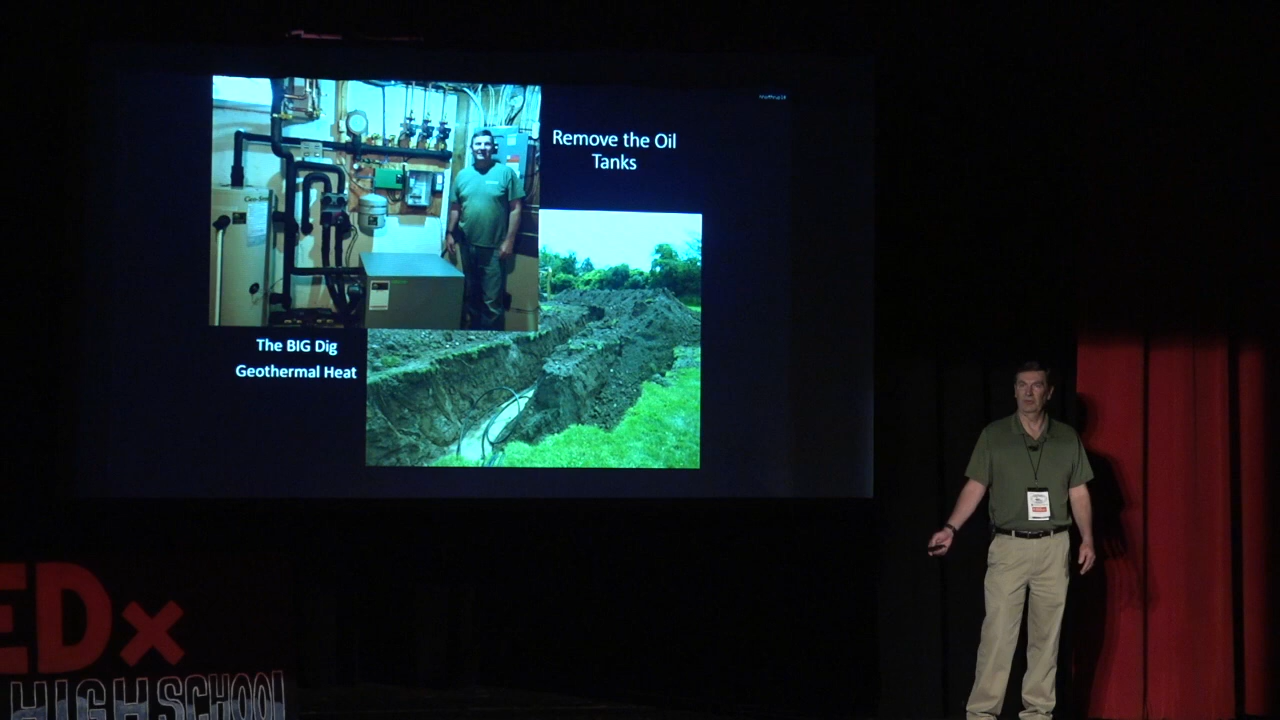 Remove the Oil
Tanks
The BIG Dig
Geothermal Heat
EDx
HIGH SCHOOL